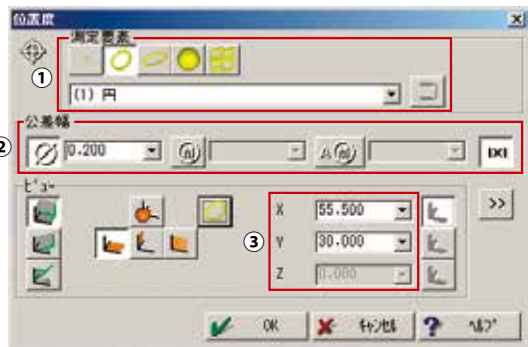 位置度
測定要素
①
(1) 円
公差幅
②
0.200
A
ビュー
X 55.500
③ Y 30.000
Z 0.000
>>
OK キャンセル ? ヘルプ